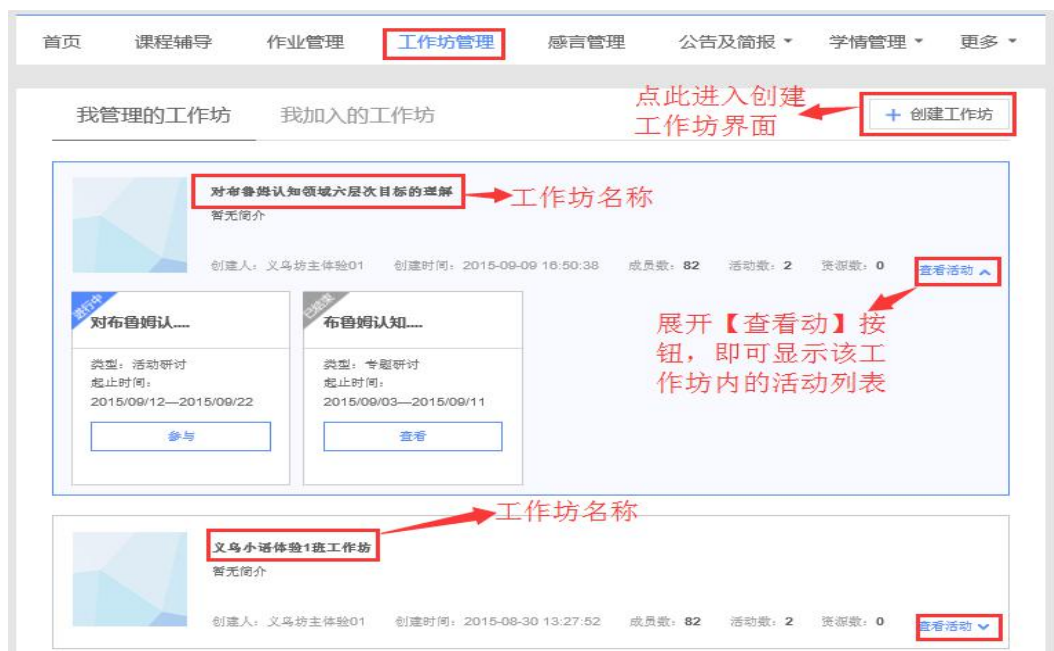 首页 课程辅导 作业管理 工作坊管理 感言管理 公告及简报 学情管理 更多
我管理的工作坊 我加入的工作坊
点此进入创建
工作坊界面
+ 创建工作坊
对布鲁姆认知领域六层次目标的理解
工作坊名称
暂无简介
创建人：义乌坊主体验01 创建时间：2015-09-09 16:50:38 成员数：82 活动数：2 资源数：0 查看活动
进行中
对布鲁姆认....
类型：活动研讨
起止时间：
2015/09/12—2015/09/22
参与
已结束
布鲁姆认知....
类型：专题研讨
起止时间：
2015/09/03—2015/09/11
查看
展开【查看动】按
钮，即可显示该工
作坊内的活动列表
工作坊名称
义乌小语体验1班工作坊
暂无简介
创建人：义乌坊主体验01 创建时间：2015-08-30 13:27:52 成员数：82 活动数：2 资源数：0 查看活动